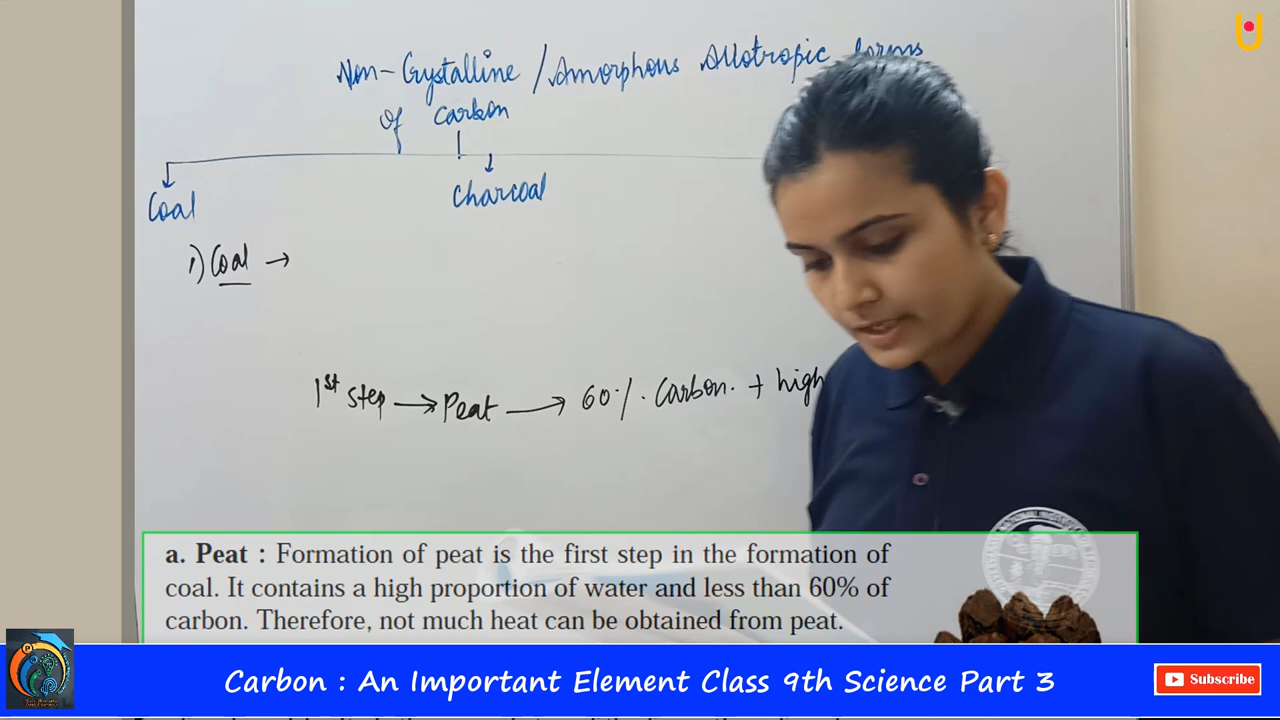 Non-Crystalline / Amorphous Allotropic forms
of Carbon
Coal
Charcoal
1) Coal →
1st step → Peat → 60% Carbon. + high
a. Peat : Formation of peat is the first step in the formation of
coal. It contains a high proportion of water and less than 60% of
carbon. Therefore, not much heat can be obtained from peat.
Carbon : An Important Element Class 9th Science Part 3
Subscribe